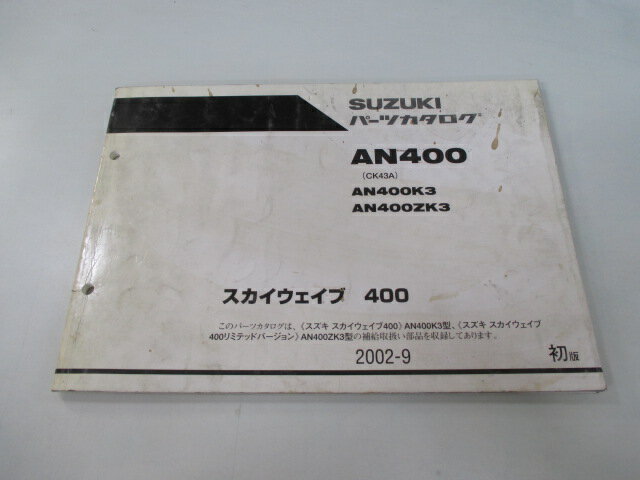 SUZUKI
パーツカタログ
AN400
(CK43A)
AN400K3
AN400ZK3
スカイウェイブ 400
このパーツカタログは、《スズキ スカイウェイブ400》AN400K3型、《スズキ スカイウェイブ
400リミテッドバージョン》AN400ZK3型の補給取扱い部品を収録してあります。
2002-9
初版